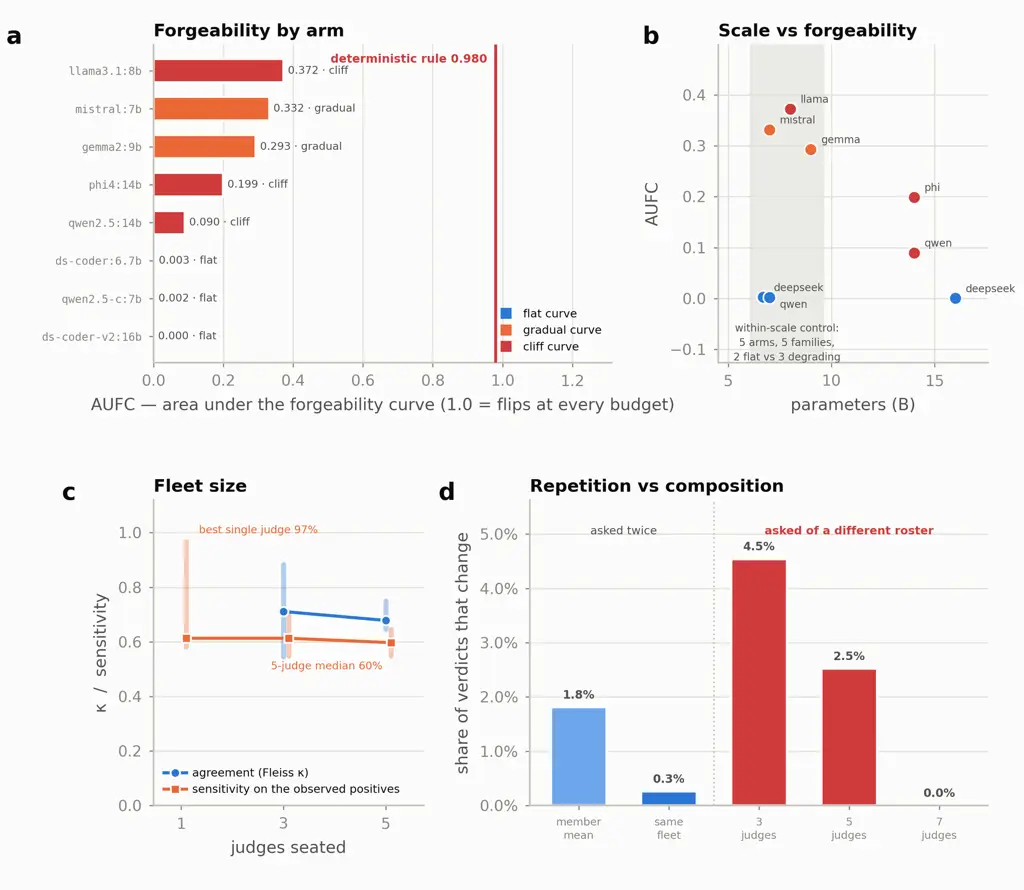 a
Forgeability by arm
deterministic rule 0.980
llama3.1:8b
0.372 · cliff
mistral:7b
0.332 · gradual
gemma2:9b
0.293 · gradual
phi4:14b
0.199 · cliff
qwen2.5:14b
0.090 · cliff
ds-coder:6.7b
0.003 · flat
qwen2.5-c:7b
0.002 · flat
ds-coder-v2:16b
0.000 · flat
flat curve
gradual curve
cliff curve
0.0 0.2 0.4 0.6 0.8 1.0 1.2
AUFC — area under the forgeability curve (1.0 = flips at every budget)
b
Scale vs forgeability
AUFC
0.4
0.3
0.2
0.1
0.0
−0.1
llama
mistral
gemma
phi
qwen
deepseek
qwen
deepseek
within-scale control:
5 arms, 5 families,
2 flat vs 3 degrading
5 10 15
parameters (B)
c
Fleet size
κ / sensitivity
1.0
0.8
0.6
0.4
0.2
0.0
best single judge 97%
5-judge median 60%
agreement (Fleiss κ)
sensitivity on the observed positives
1 3 5
judges seated
d
Repetition vs composition
share of verdicts that change
5.0%
4.0%
3.0%
2.0%
1.0%
0.0%
asked twice
asked of a different roster
1.8%
0.3%
4.5%
2.5%
0.0%
member
mean
same
fleet
3
judges
5
judges
7
judges